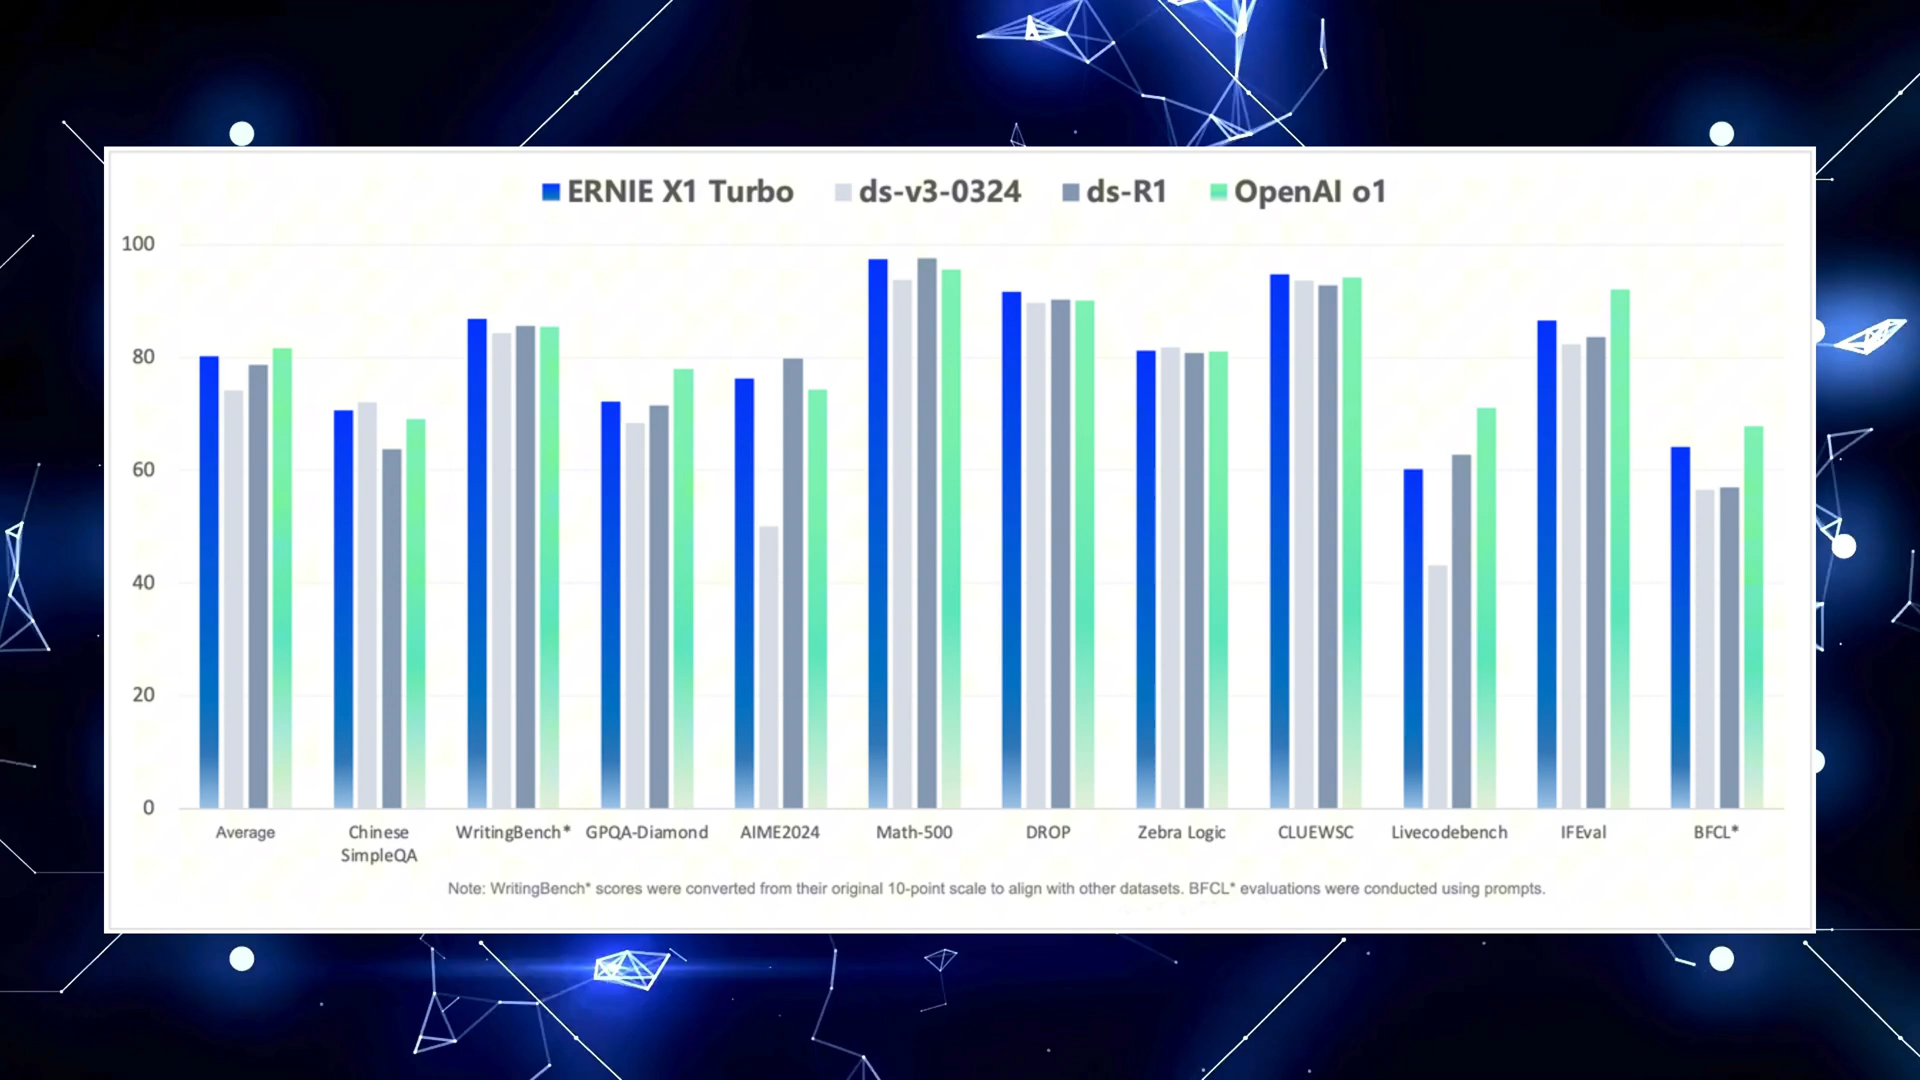 ERNIE X1 Turbo ds-v3-0324 ds-R1 OpenAI o1
100
80
60
40
20
0
Average Chinese SimpleQA WritingBench* GPQA-Diamond AIME2024 Math-500 DROP Zebra Logic CLUEWSC Livecodebench IFEval BFCL*
Note: WritingBench* scores were converted from their original 10-point scale to align with other datasets. BFCL* evaluations were conducted using prompts.